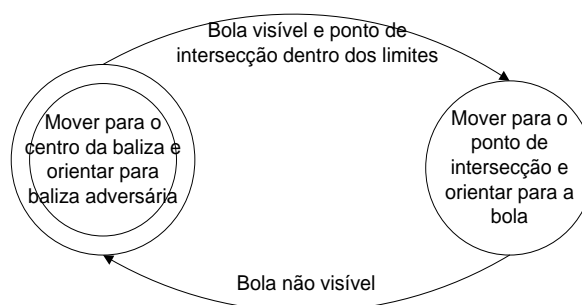 Bola visível e ponto de
intersecção dentro dos limites
Mover para o
centro da baliza e
orientar para
baliza adversária
Mover para o
ponto de
intersecção e
orientar para a
bola
Bola não visível